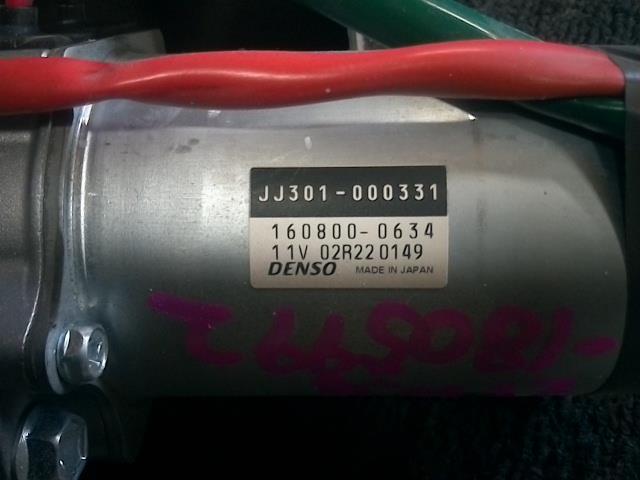 JJ301-000331
160800-0634
11V 02R220149
DENSO MADE IN JAPAN